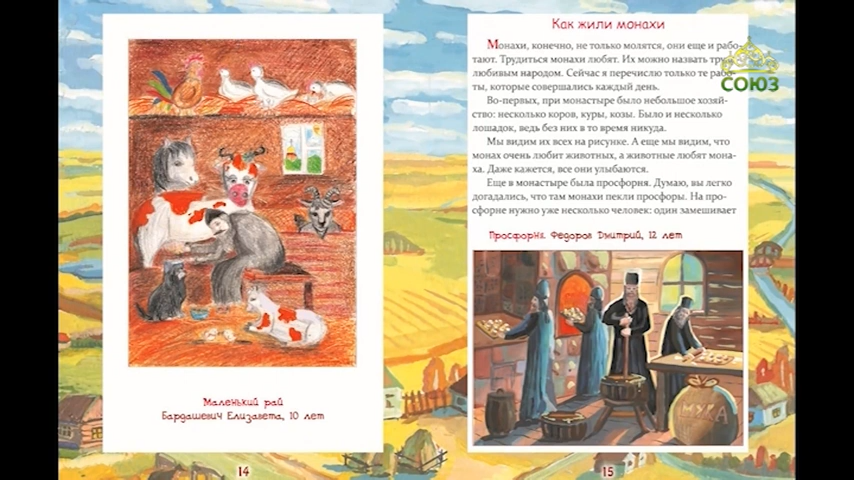 Маленький рай
Бардашевич Елизавета, 10 лет
14
Как жили монахи
Монахи, конечно, не только молятся, они еще и рабо-
тают. Трудиться монахи любят. Их можно назвать
любивым народом. Сейчас я перечислю только те
ты, которые совершались каждый день.
Во-первых, при монастыре было небольшое хозяй-
ство: несколько коров, куры, козы. Было и несколько
лошадок, ведь без них в то время никуда.
Мы видим их всех на рисунке. А еще мы видим, что
монах очень любит животных, а животные любят мона-
ха. Даже кажется, все они улыбаются.
Еще в монастыре была просфорня. Думаю, вы легко
догадались, что там монахи пекли просфоры. На про-
сфорне нужно уже несколько человек: один замешивает
Просфорня. Федоров Дмитрий, 12 лет
МУКА
15
СОЮЗ